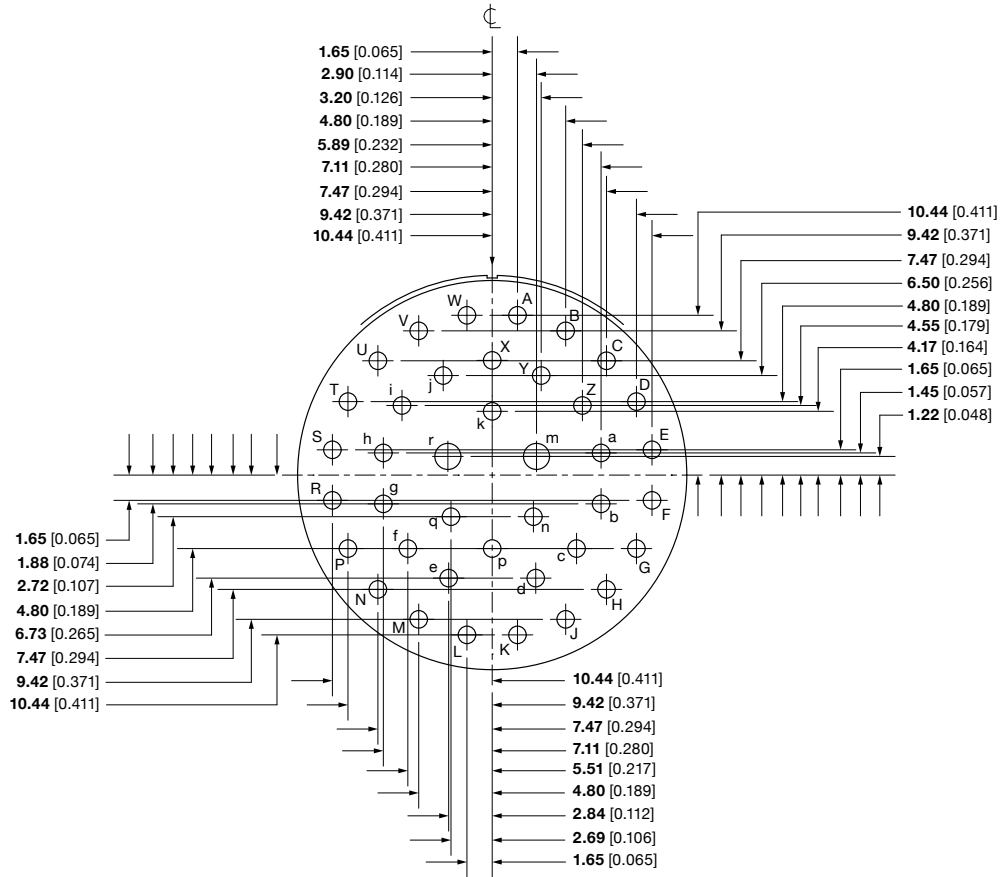 ℄
1.65 [0.065]
2.90 [0.114]
3.20 [0.126]
4.80 [0.189]
5.89 [0.232]
7.11 [0.280]
7.47 [0.294]
9.42 [0.371]
10.44 [0.411]
10.44 [0.411]
9.42 [0.371]
7.47 [0.294]
6.50 [0.256]
4.80 [0.189]
4.55 [0.179]
4.17 [0.164]
1.65 [0.065]
1.45 [0.057]
1.22 [0.048]
W A
V B
U X C
j Y
T i Z D
k
S h r m a E
R g b F
q n
P f p c G
e d
N H
M J
L K
1.65 [0.065]
1.88 [0.074]
2.72 [0.107]
4.80 [0.189]
6.73 [0.265]
7.47 [0.294]
9.42 [0.371]
10.44 [0.411]
10.44 [0.411]
9.42 [0.371]
7.47 [0.294]
7.11 [0.280]
5.51 [0.217]
4.80 [0.189]
2.84 [0.112]
2.69 [0.106]
1.65 [0.065]